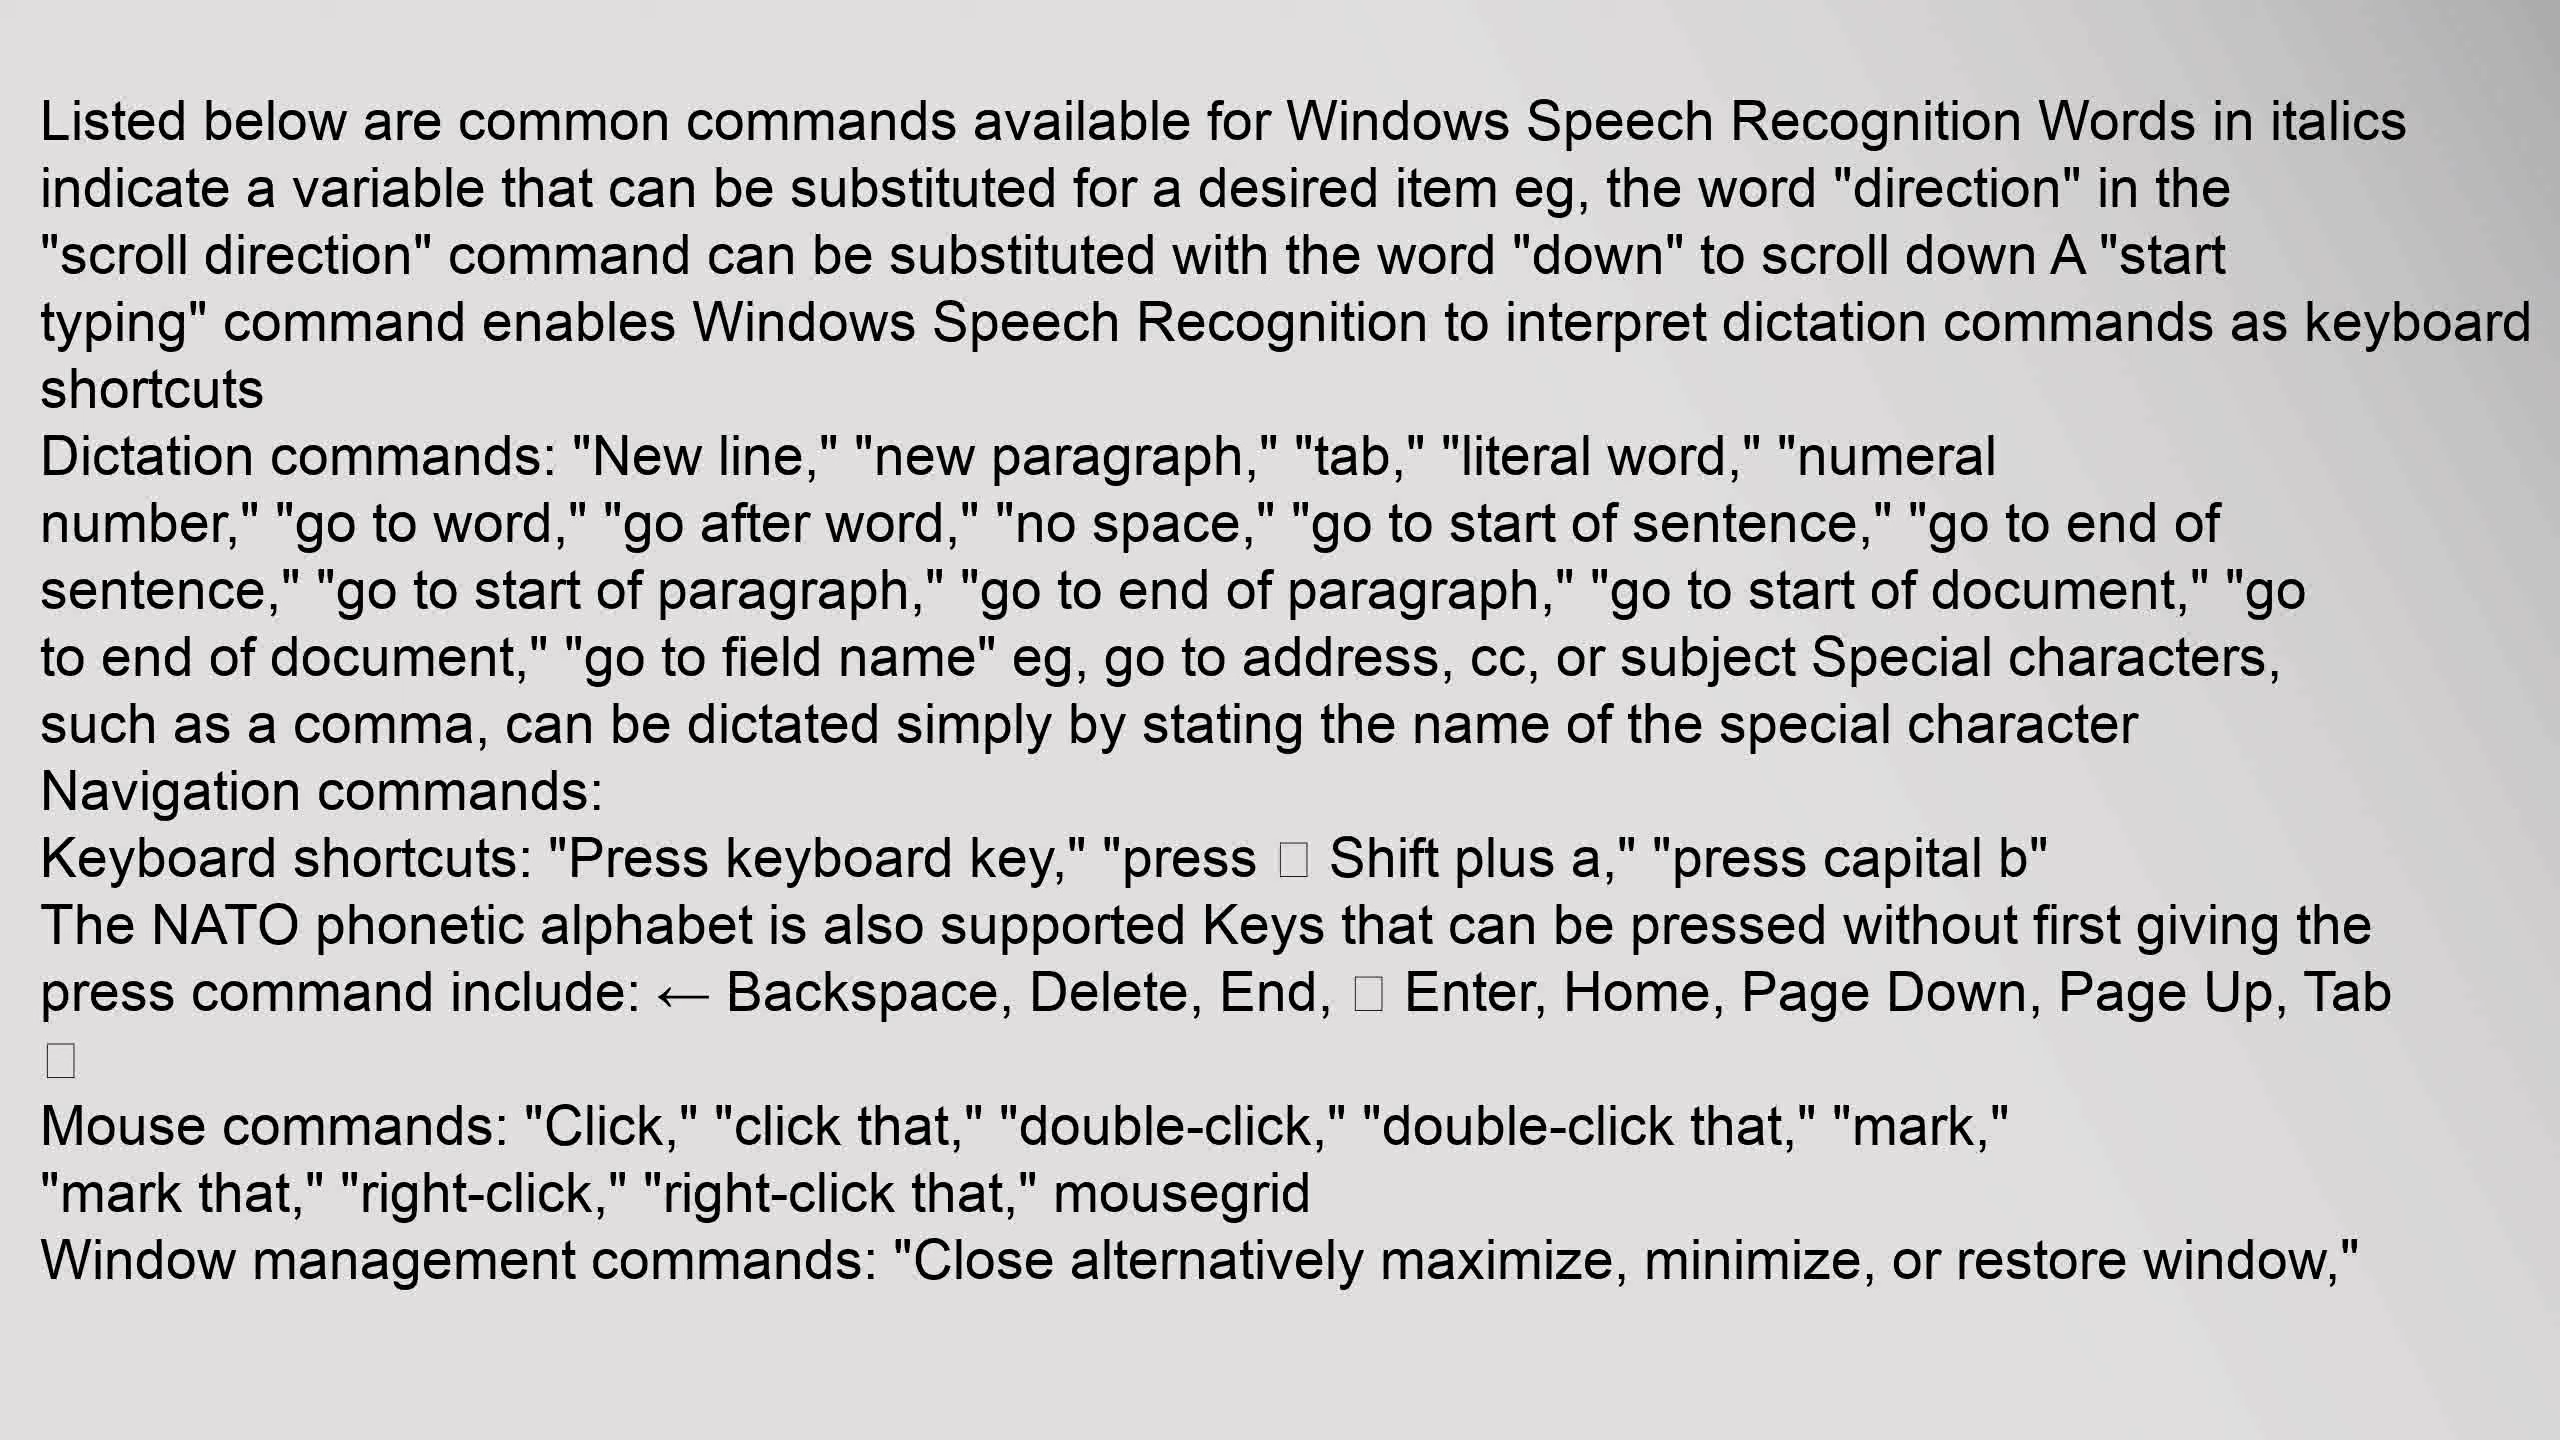 Listed below are common commands available for Windows Speech Recognition Words in italics
indicate a variable that can be substituted for a desired item eg, the word "direction" in the
"scroll direction" command can be substituted with the word "down" to scroll down A "start
typing" command enables Windows Speech Recognition to interpret dictation commands as keyboard
shortcuts
Dictation commands: "New line," "new paragraph," "tab," "literal word," "numeral
number," "go to word," "go after word," "no space," "go to start of sentence," "go to end of
sentence," "go to start of paragraph," "go to end of paragraph," "go to start of document," "go
to end of document," "go to field name" eg, go to address, cc, or subject Special characters,
such as a comma, can be dictated simply by stating the name of the special character
Navigation commands:
Keyboard shortcuts: "Press keyboard key," "press □ Shift plus a," "press capital b"
The NATO phonetic alphabet is also supported Keys that can be pressed without first giving the
press command include: ← Backspace, Delete, End, □ Enter, Home, Page Down, Page Up, Tab
□
Mouse commands: "Click," "click that," "double-click," "double-click that," "mark,"
"mark that," "right-click," "right-click that," mousegrid
Window management commands: "Close alternatively maximize, minimize, or restore window,"